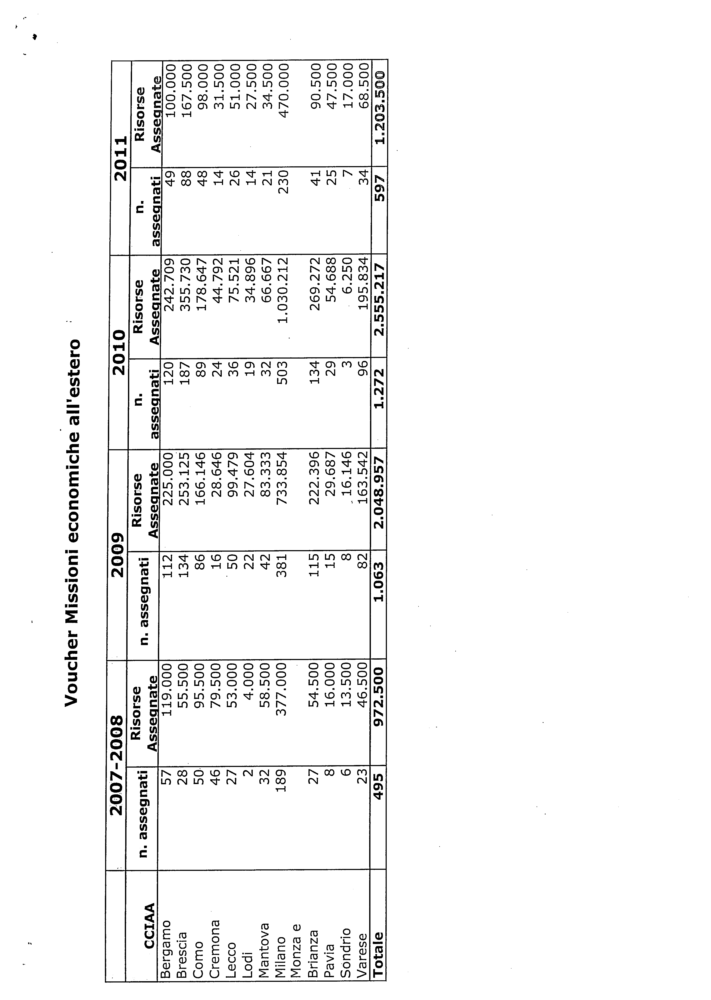 Voucher Missioni economiche all'estero
2007-2008 2009 2010 2011
CCIAA n. assegnati Risorse Assegnate n. assegnati Risorse Assegnate n. assegnati Risorse Assegnate n. assegnati Risorse Assegnate
Bergamo 57 119.000 112 225.000 120 242.709 49 100.000
Brescia 28 55.500 134 253.125 187 355.730 88 167.500
Como 50 95.500 86 166.146 89 178.647 48 98.000
Cremona 46 79.500 16 28.646 24 44.792 14 31.500
Lecco 27 53.000 50 99.479 36 75.521 26 51.000
Lodi 2 4.000 22 27.604 19 34.896 14 27.500
Mantova 32 58.500 42 83.333 32 66.667 21 34.500
Milano 189 377.000 381 733.854 503 1.030.212 230 470.000
Monza e
Brianza 27 54.500 115 222.396 134 269.272 41 90.500
Pavia 8 16.000 15 29.687 29 54.688 25 47.500
Sondrio 6 13.500 8 16.146 3 6.250 7 17.000
Varese 23 46.500 82 163.542 96 195.834 34 68.500
Totale 495 972.500 1.063 2.048.957 1.272 2.555.217 597 1.203.500